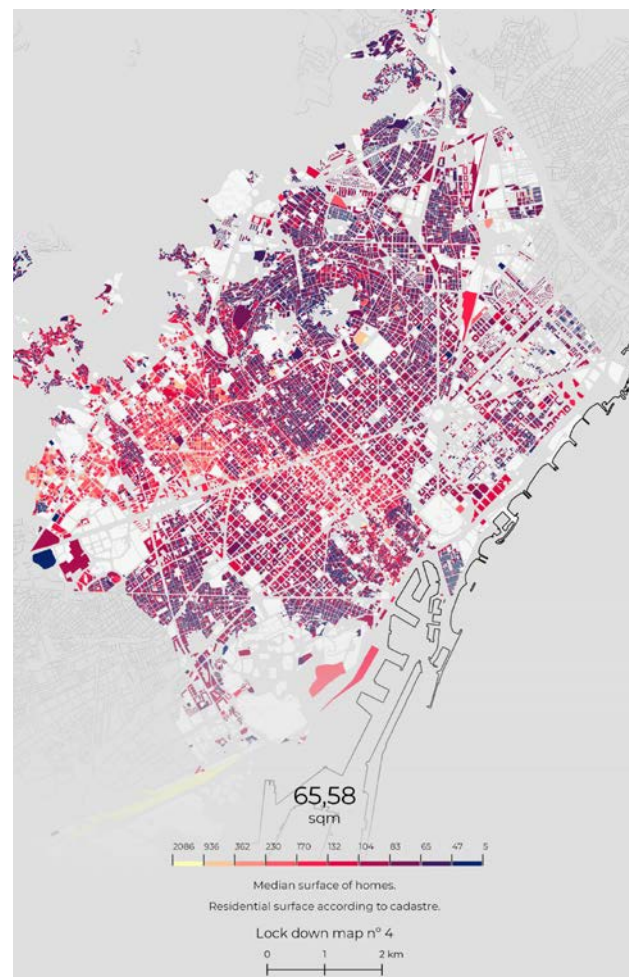 65,58
sqm
2086 936 362 230 170 132 104 83 65 47 5
Median surface of homes.
Residential surface according to cadastre.
Lock down map nº 4
0 1 2 km